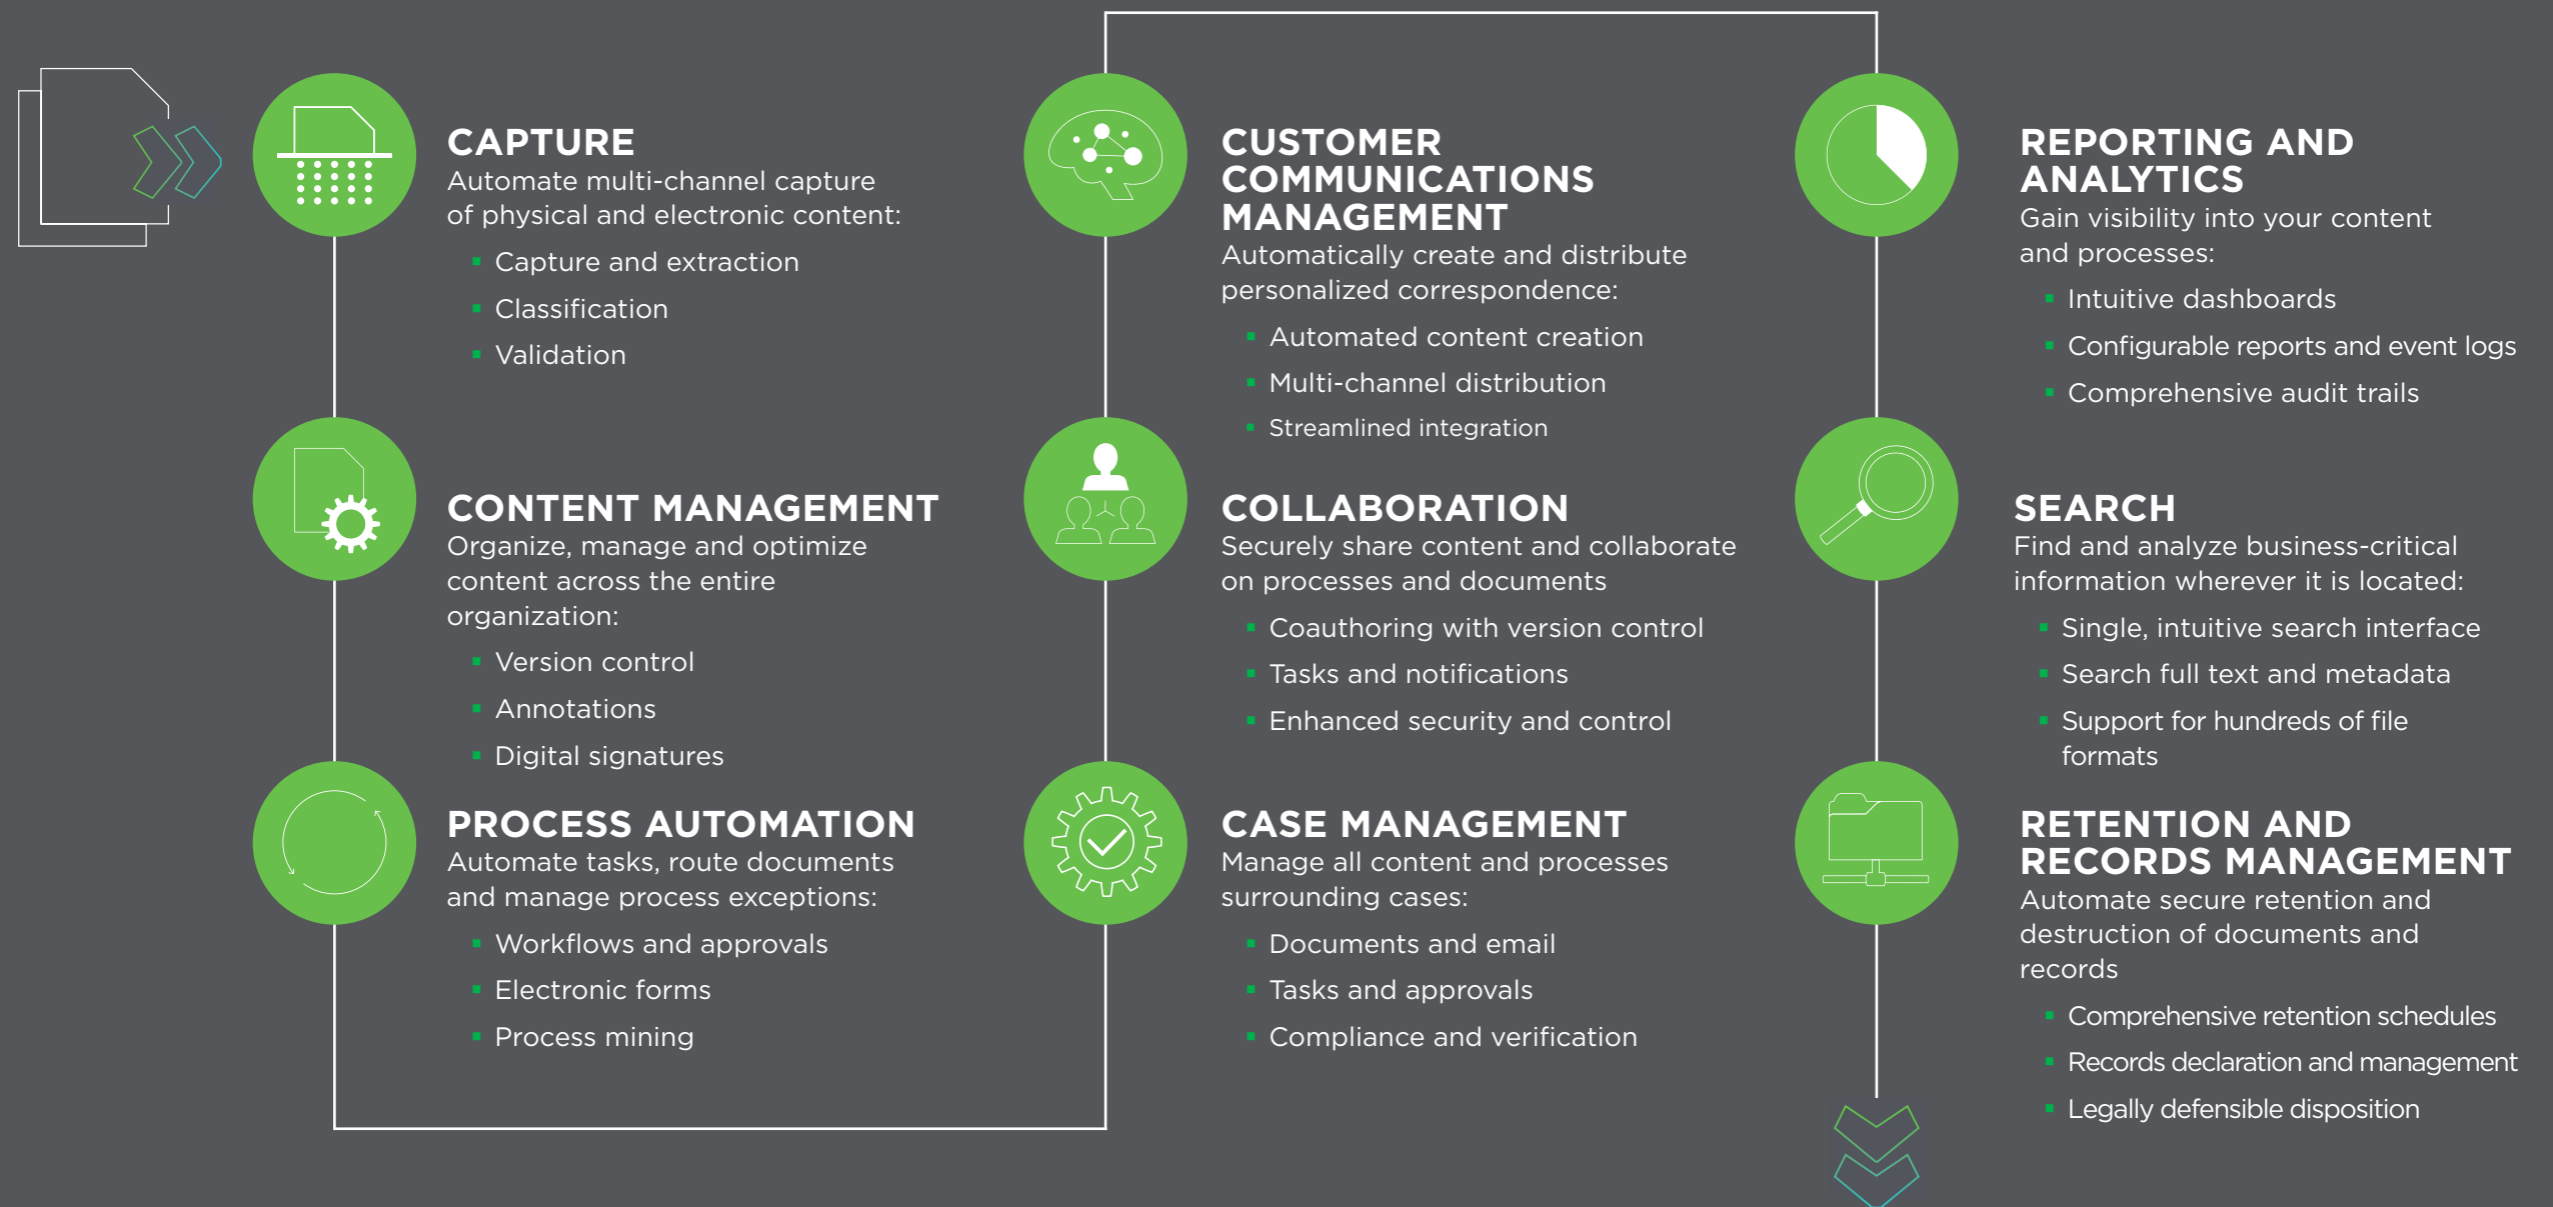 CAPTURE
Automate multi-channel capture
of physical and electronic content:
▪ Capture and extraction
▪ Classification
▪ Validation
CONTENT MANAGEMENT
Organize, manage and optimize
content across the entire
organization:
▪ Version control
▪ Annotations
▪ Digital signatures
PROCESS AUTOMATION
Automate tasks, route documents
and manage process exceptions:
▪ Workflows and approvals
▪ Electronic forms
▪ Process mining
CUSTOMER
COMMUNICATIONS
MANAGEMENT
Automatically create and distribute
personalized correspondence:
▪ Automated content creation
▪ Multi-channel distribution
▪ Streamlined integration
COLLABORATION
Securely share content and collaborate
on processes and documents
▪ Coauthoring with version control
▪ Tasks and notifications
▪ Enhanced security and control
CASE MANAGEMENT
Manage all content and processes
surrounding cases:
▪ Documents and email
▪ Tasks and approvals
▪ Compliance and verification
REPORTING AND
ANALYTICS
Gain visibility into your content
and processes:
▪ Intuitive dashboards
▪ Configurable reports and event logs
▪ Comprehensive audit trails
SEARCH
Find and analyze business-critical
information wherever it is located:
▪ Single, intuitive search interface
▪ Search full text and metadata
▪ Support for hundreds of file
formats
RETENTION AND
RECORDS MANAGEMENT
Automate secure retention and
destruction of documents and
records
▪ Comprehensive retention schedules
▪ Records declaration and management
▪ Legally defensible disposition